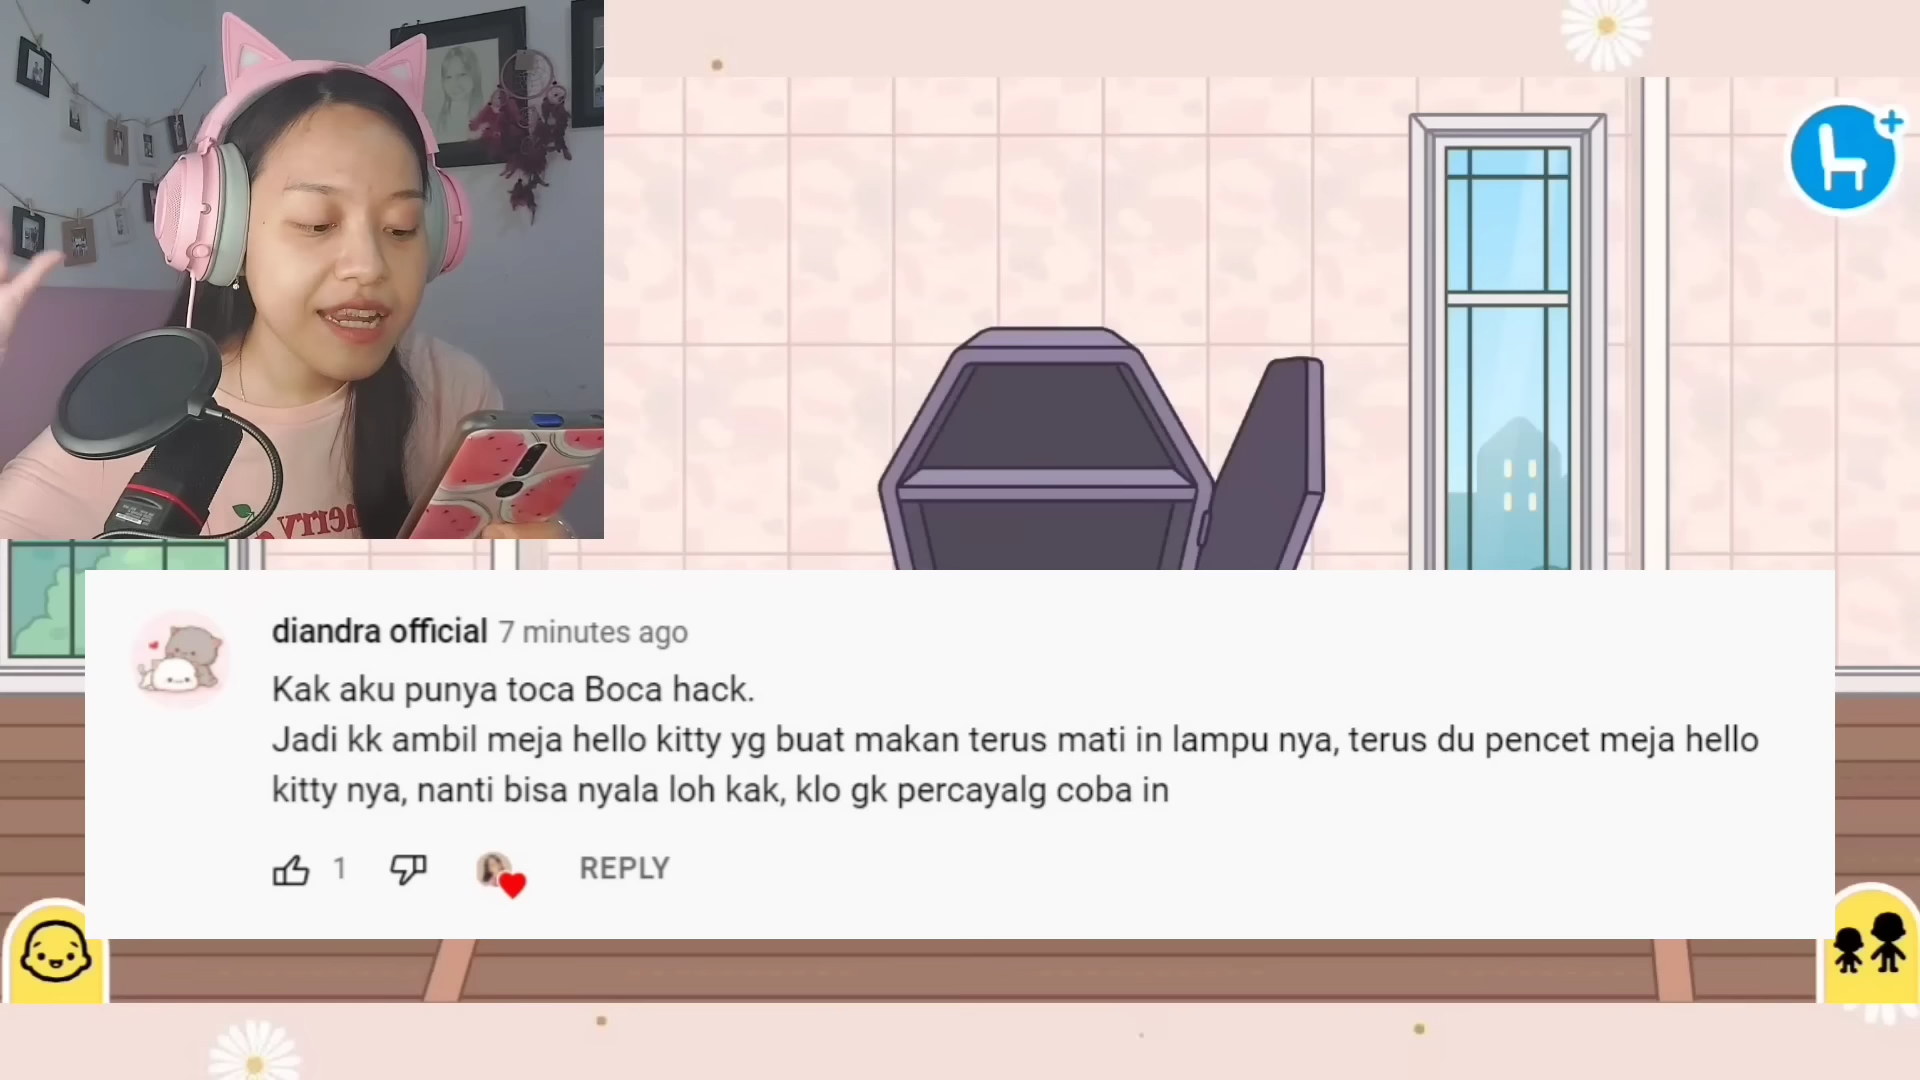 diandra official 7 minutes ago
Kak aku punya toca Boca hack.
Jadi kk ambil meja hello kitty yg buat makan terus mati in lampu nya, terus du pencet meja hello
kitty nya, nanti bisa nyala loh kak, klo gk percayalg coba in
1 REPLY